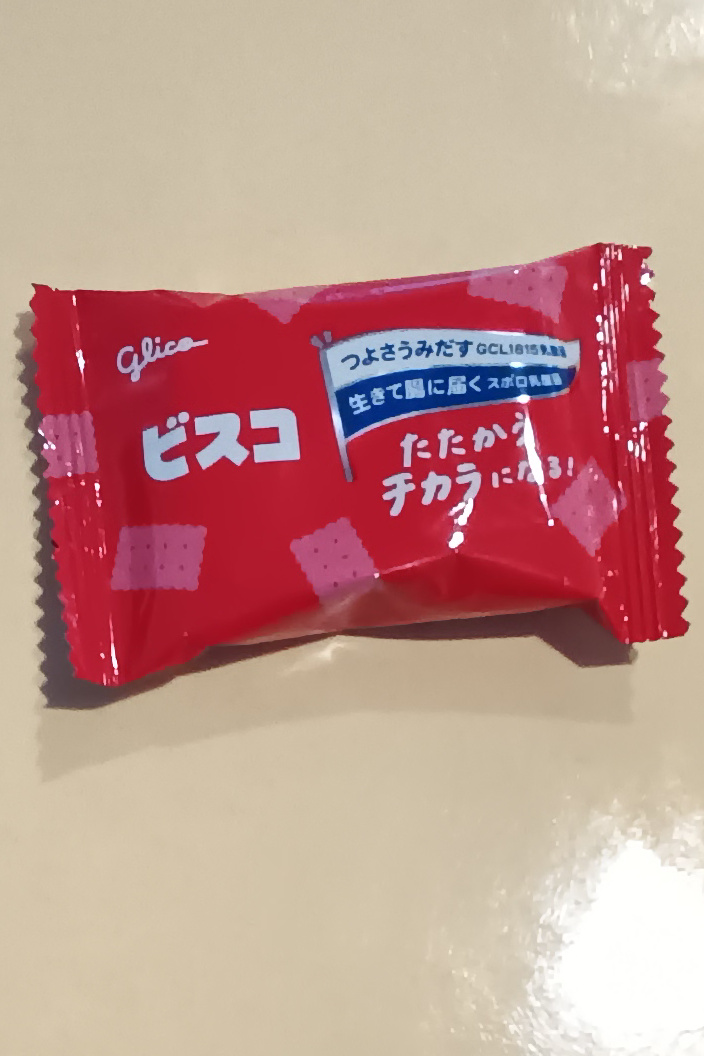 Glico
ビスコ
つよさうみだす GCL1815乳酸菌
生きて腸に届く スポロ乳酸菌
たたかう
チカラになる!